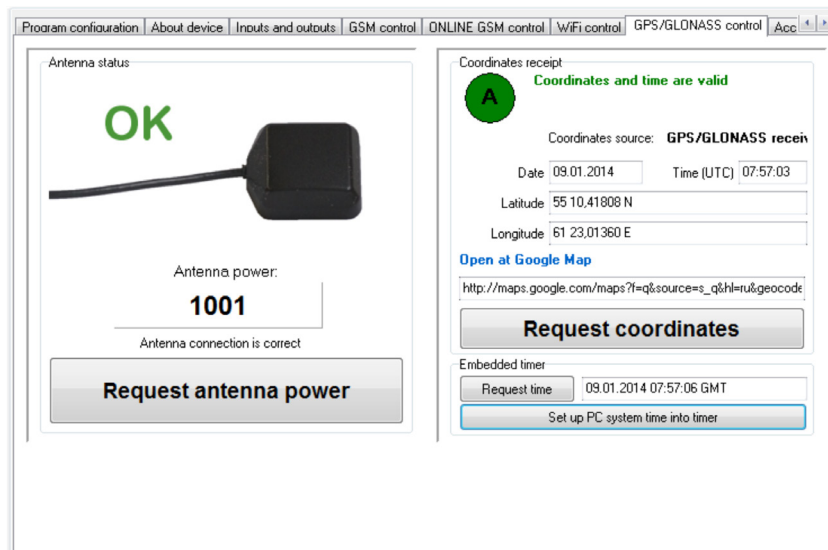 Program configuration About device Inputs and outputs GSM control ONLINE GSM control WiFi control GPS/GLONASS control Acc
Antenna status
OK
Antenna power:
1001
Antenna connection is correct
Request antenna power
Coordinates receipt
A
Coordinates and time are valid
Coordinates source: GPS/GLONASS receiv
Date 09.01.2014 Time (UTC) 07:57:03
Latitude 55 10,41808 N
Longitude 61 23,01360 E
Open at Google Map
http://maps.google.com/maps?f=q&source=s_q&hl=ru&geocode
Request coordinates
Embedded timer
Request time 09.01.2014 07:57:06 GMT
Set up PC system time into timer